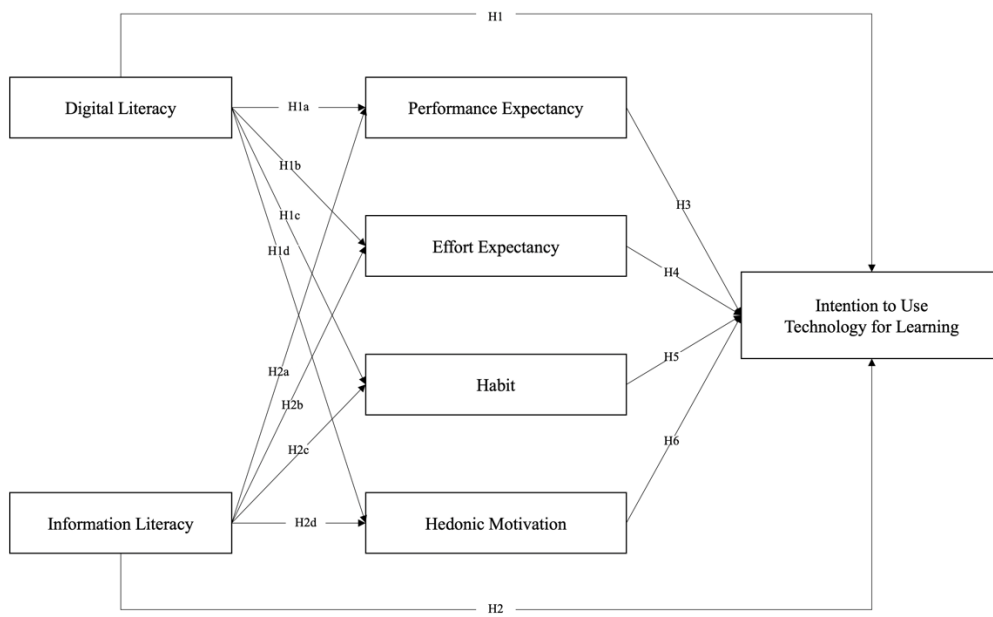 H1
Digital Literacy
H1a
Performance Expectancy
H1b
H1c
H3
H1d
Effort Expectancy
H4
Intention to Use
Technology for Learning
H2a
H5
Habit
H2b
H2c
H6
Information Literacy
H2d
Hedonic Motivation
H2